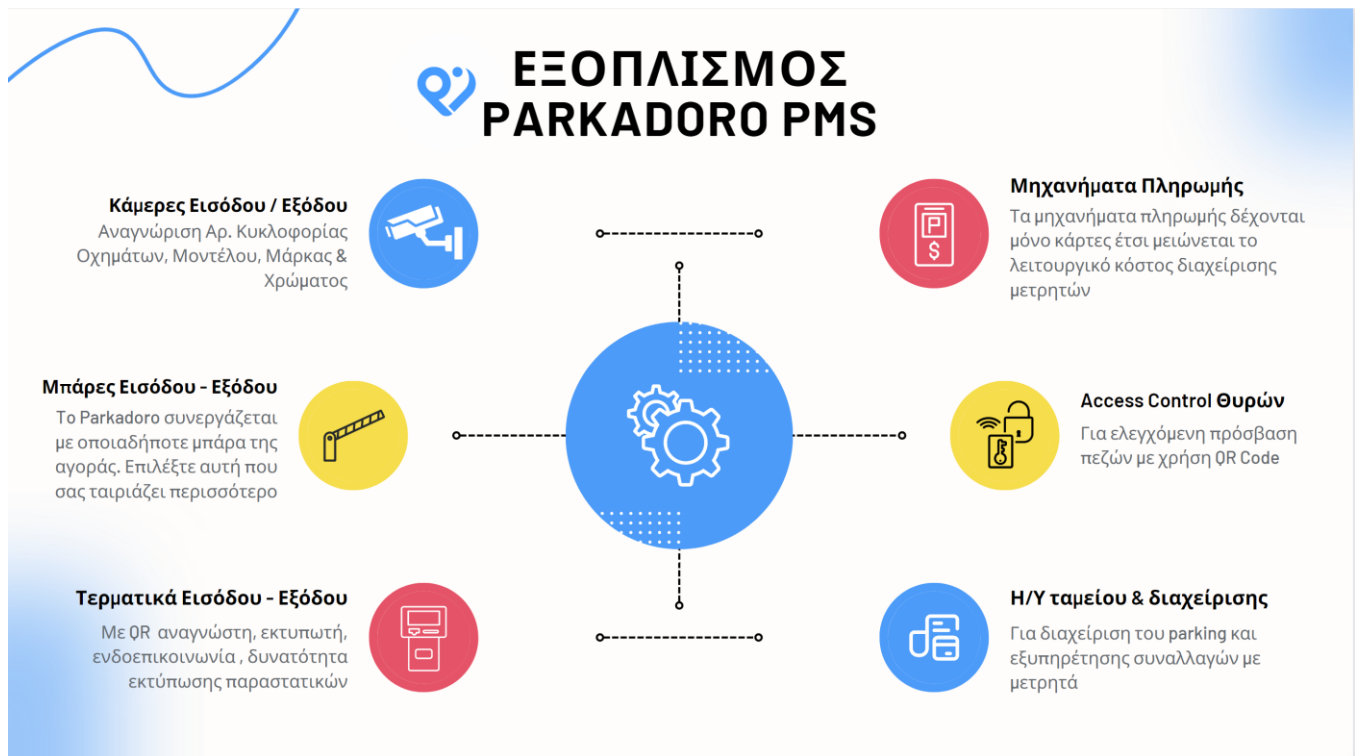 ΕΞΟΠΛΙΣΜΟΣ
PARKADORO PMS
Κάμερες Εισόδου / Εξόδου
Αναγνώριση Αρ. Κυκλοφορίας
Οχημάτων, Μοντέλου, Μάρκας &
Χρώματος
Μπάρες Εισόδου - Εξόδου
Το Parkadoro συνεργάζεται
με οποιαδήποτε μπάρα της
αγοράς. Επιλέξτε αυτή που
σας ταιριάζει περισσότερο
Τερματικά Εισόδου - Εξόδου
Με QR αναγνώστη, εκτυπωτή,
ενδοεπικοινωνία , δυνατότητα
εκτύπωσης παραστατικών
Μηχανήματα Πληρωμής
Τα μηχανήματα πληρωμής δέχονται
μόνο κάρτες έτσι μειώνεται το
λειτουργικό κόστος διαχείρισης
μετρητών
P
$
Access Control Θυρών
Για ελεγχόμενη πρόσβαση
πεζών με χρήση QR Code
Η/Υ ταμείου & διαχείρισης
Για διαχείριση του parking και
εξυπηρέτησης συναλλαγών με
μετρητά